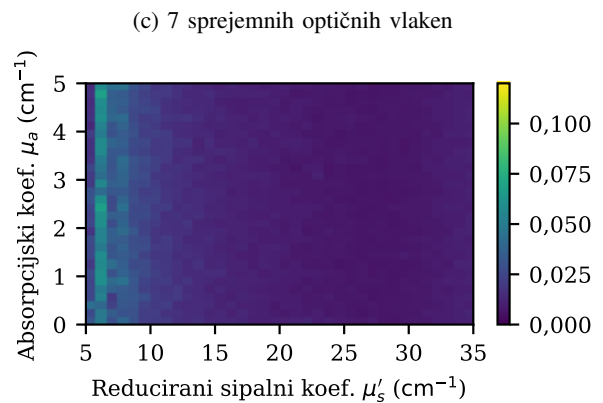 (c) 7 sprejemnih optičnih vlaken
Absorpcijski koef. μₐ (cm⁻¹)
5
4
3
2
1
0
5 10 15 20 25 30 35
Reducirani sipalni koef. μ′ₛ (cm⁻¹)
0,100
0,075
0,050
0,025
0,000